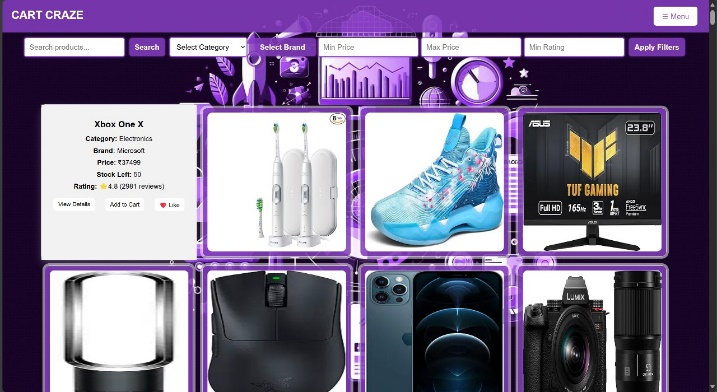 CART CRAZE
☰ Menu
Search products...
Search
Select Category
Select Brand
Min Price
Max Price
Min Rating
Apply Filters
Xbox One X
Category: Electronics
Brand: Microsoft
Price: ₹37499
Stock Left: 50
Rating: ⭐4.8 (2981 reviews)
View Details
Add to Cart
❤️ Like
ASUS
23.8"
TUF GAMING
Full HD
165Hz
FreeSync
LUMIX